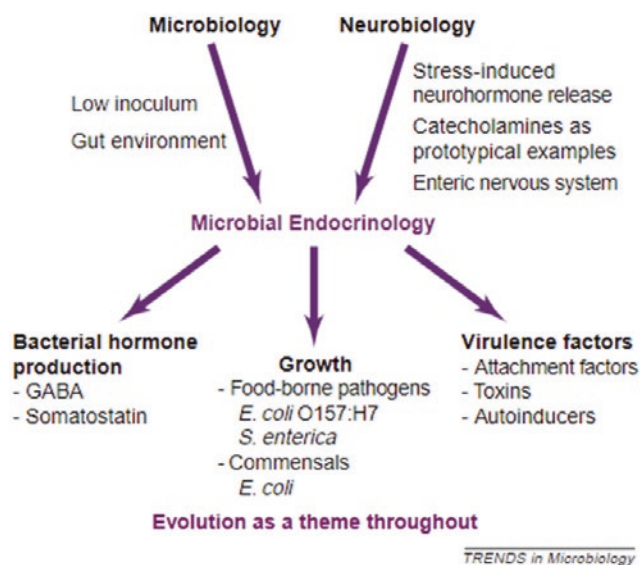 Microbiology
Neurobiology
Low inoculum
Gut environment
Stress-induced
neurohormone release
Catecholamines as
prototypical examples
Enteric nervous system
Microbial Endocrinology
Bacterial hormone
production
- GABA
- Somatostatin
Growth
- Food-borne pathogens
E. coli O157:H7
S. enterica
- Commensals
E. coli
Virulence factors
- Attachment factors
- Toxins
- Autoinducers
Evolution as a theme throughout
TRENDS in Microbiology